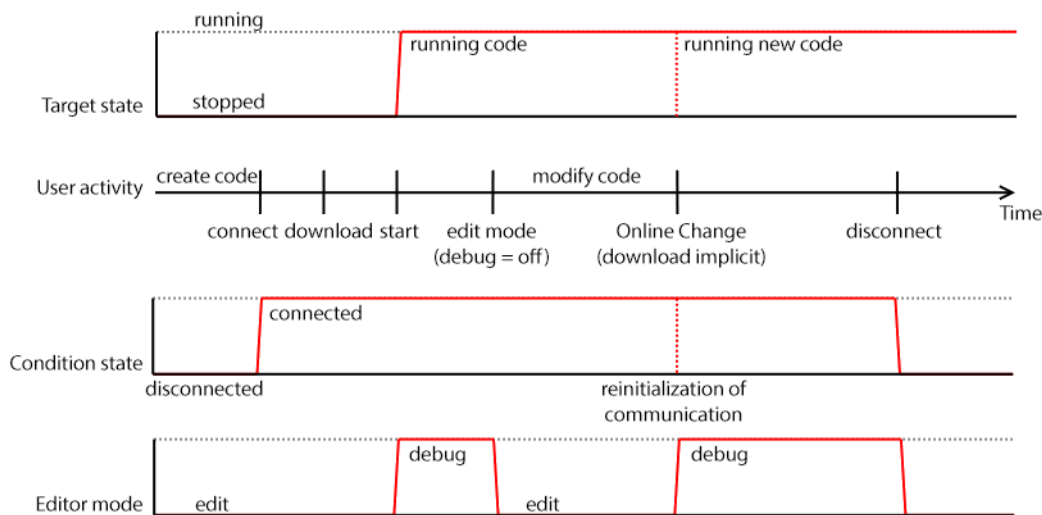 running
running code
running new code
Target state
stopped
create code
modify code
User activity
Time
connect
download
start
edit mode
(debug = off)
Online Change
(download implicit)
disconnect
connected
Condition state
disconnected
reinitialization of
communication
debug
debug
Editor mode
edit
edit